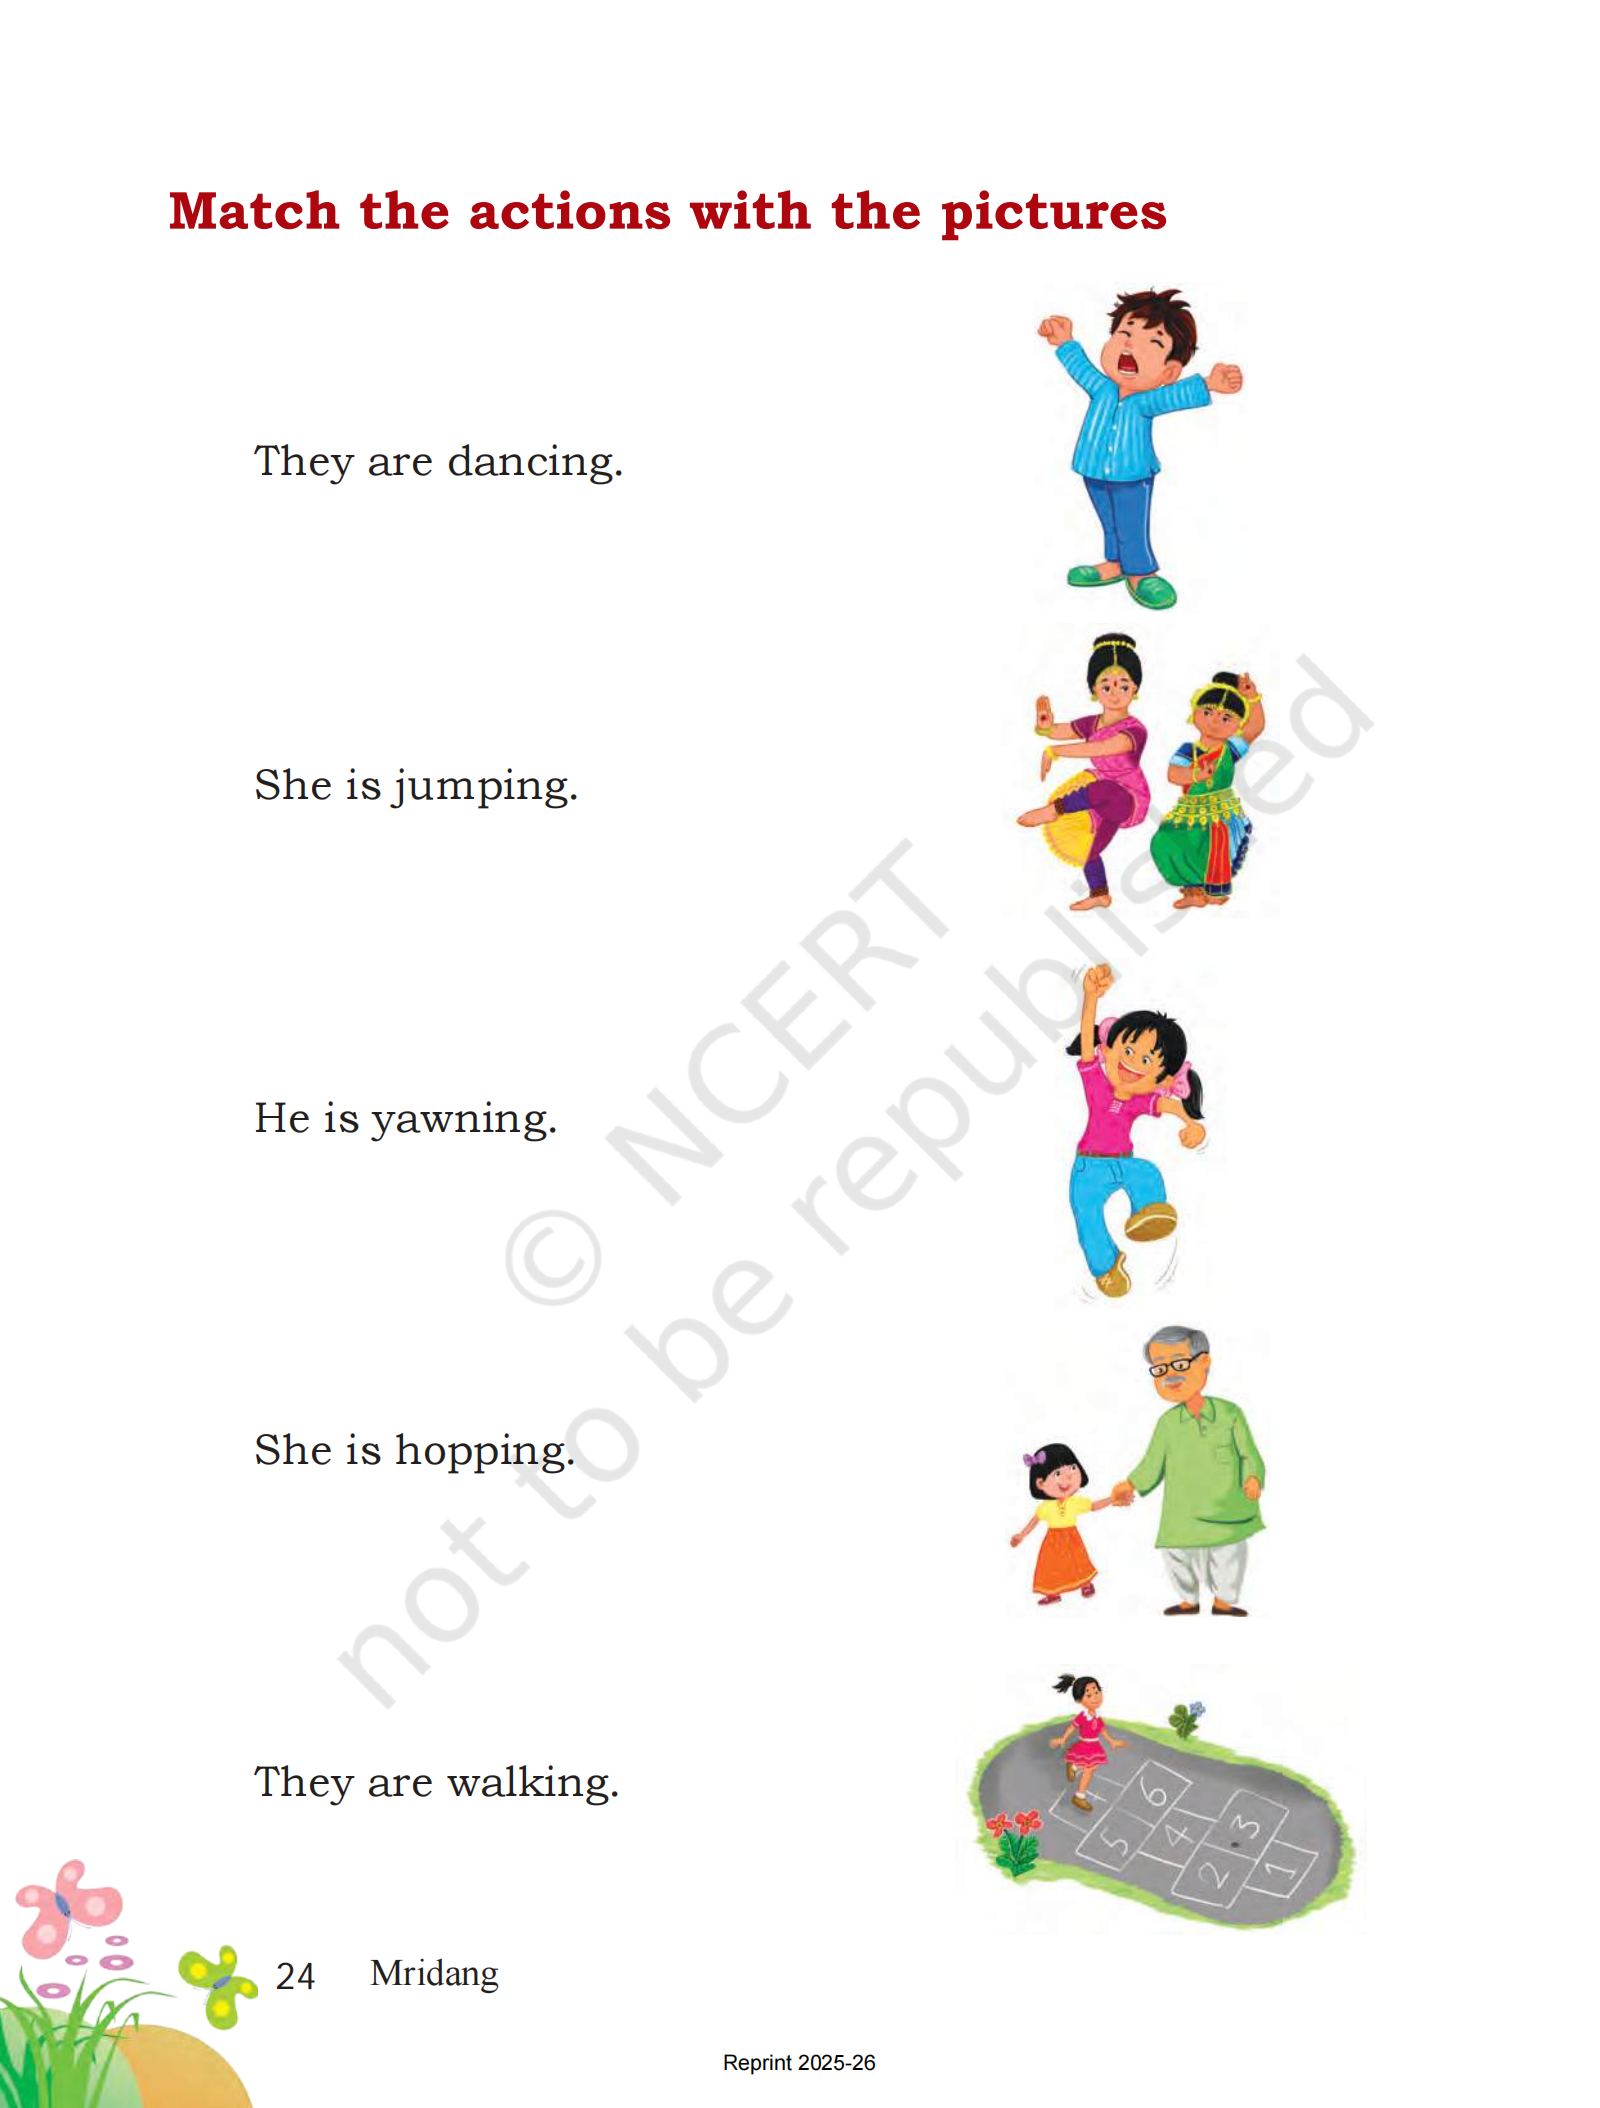 Match the actions with the pictures
They are dancing.
She is jumping.
He is yawning.
She is hopping.
They are walking.
5
6
4
3
2
1
© NCERT
not to be republished
24 Mridang
Reprint 2025-26